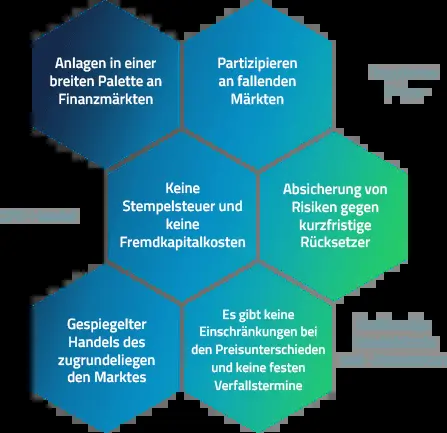 Anlagen in einer
breiten Palette an
Finanzmärkten
Partizipieren
an fallenden
Märkten
Keine
Stempelsteuer und
keine
Fremdkapitalkosten
Absicherung von
Risiken gegen
kurzfristige
Rücksetzer
Gespiegelter
Handels des
zugrundeliegen
den Marktes
Es gibt keine
Einschränkungen bei
den Preisunterschieden
und keine festen
Verfallstermine